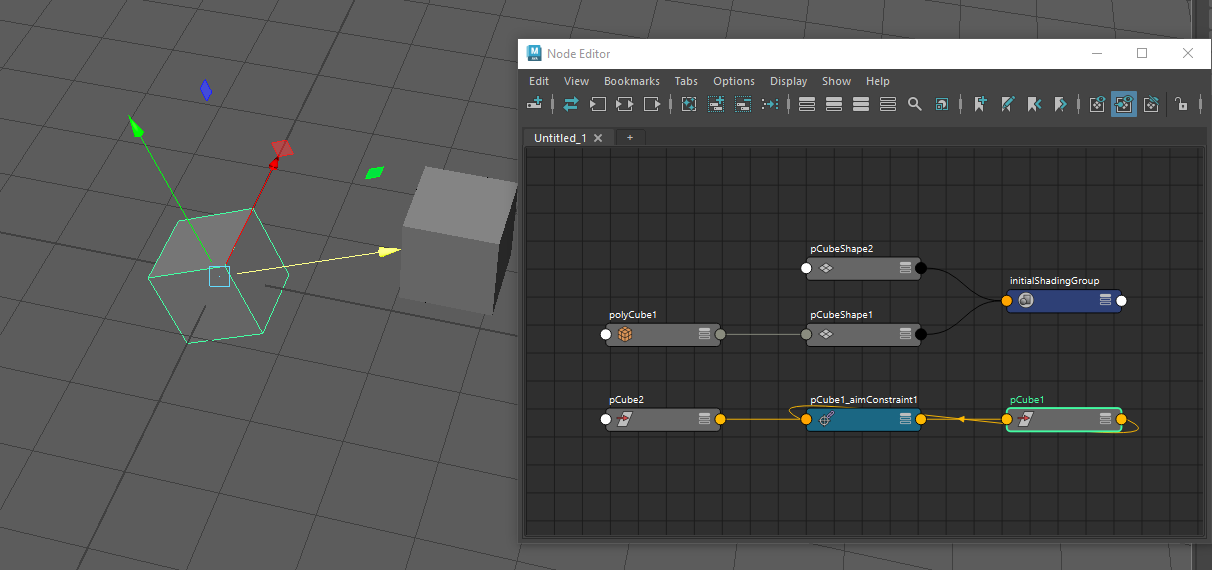 Node Editor
Edit View Bookmarks Tabs Options Display Show Help
Untitled_1 +
pCubeShape2
initialShadingGroup
polyCube1 pCubeShape1
pCube2 pCube1_aimConstraint1 pCube1